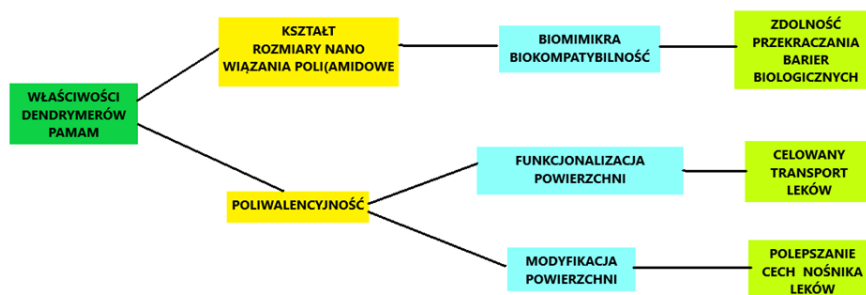 WŁAŚCIWOŚCI
DENDRYMERÓW
PAMAM
KSZTAŁT
ROZMIARY NANO
WIĄZANIA POLI(AMIDOWE
BIOMIMIKRA
BIOKOMPATYBILNOŚĆ
ZDOLNOŚĆ
PRZEKRACZANIA
BARIER
BIOLOGICZNYCH
POLIWALENCYJNOŚĆ
FUNKCJONALIZACJA
POWIERZCHNI
CELOWANY
TRANSPORT
LEKÓW
MODYFIKACJA
POWIERZCHNI
POLEPSZANIE
CECH NOŚNIKA
LEKÓW